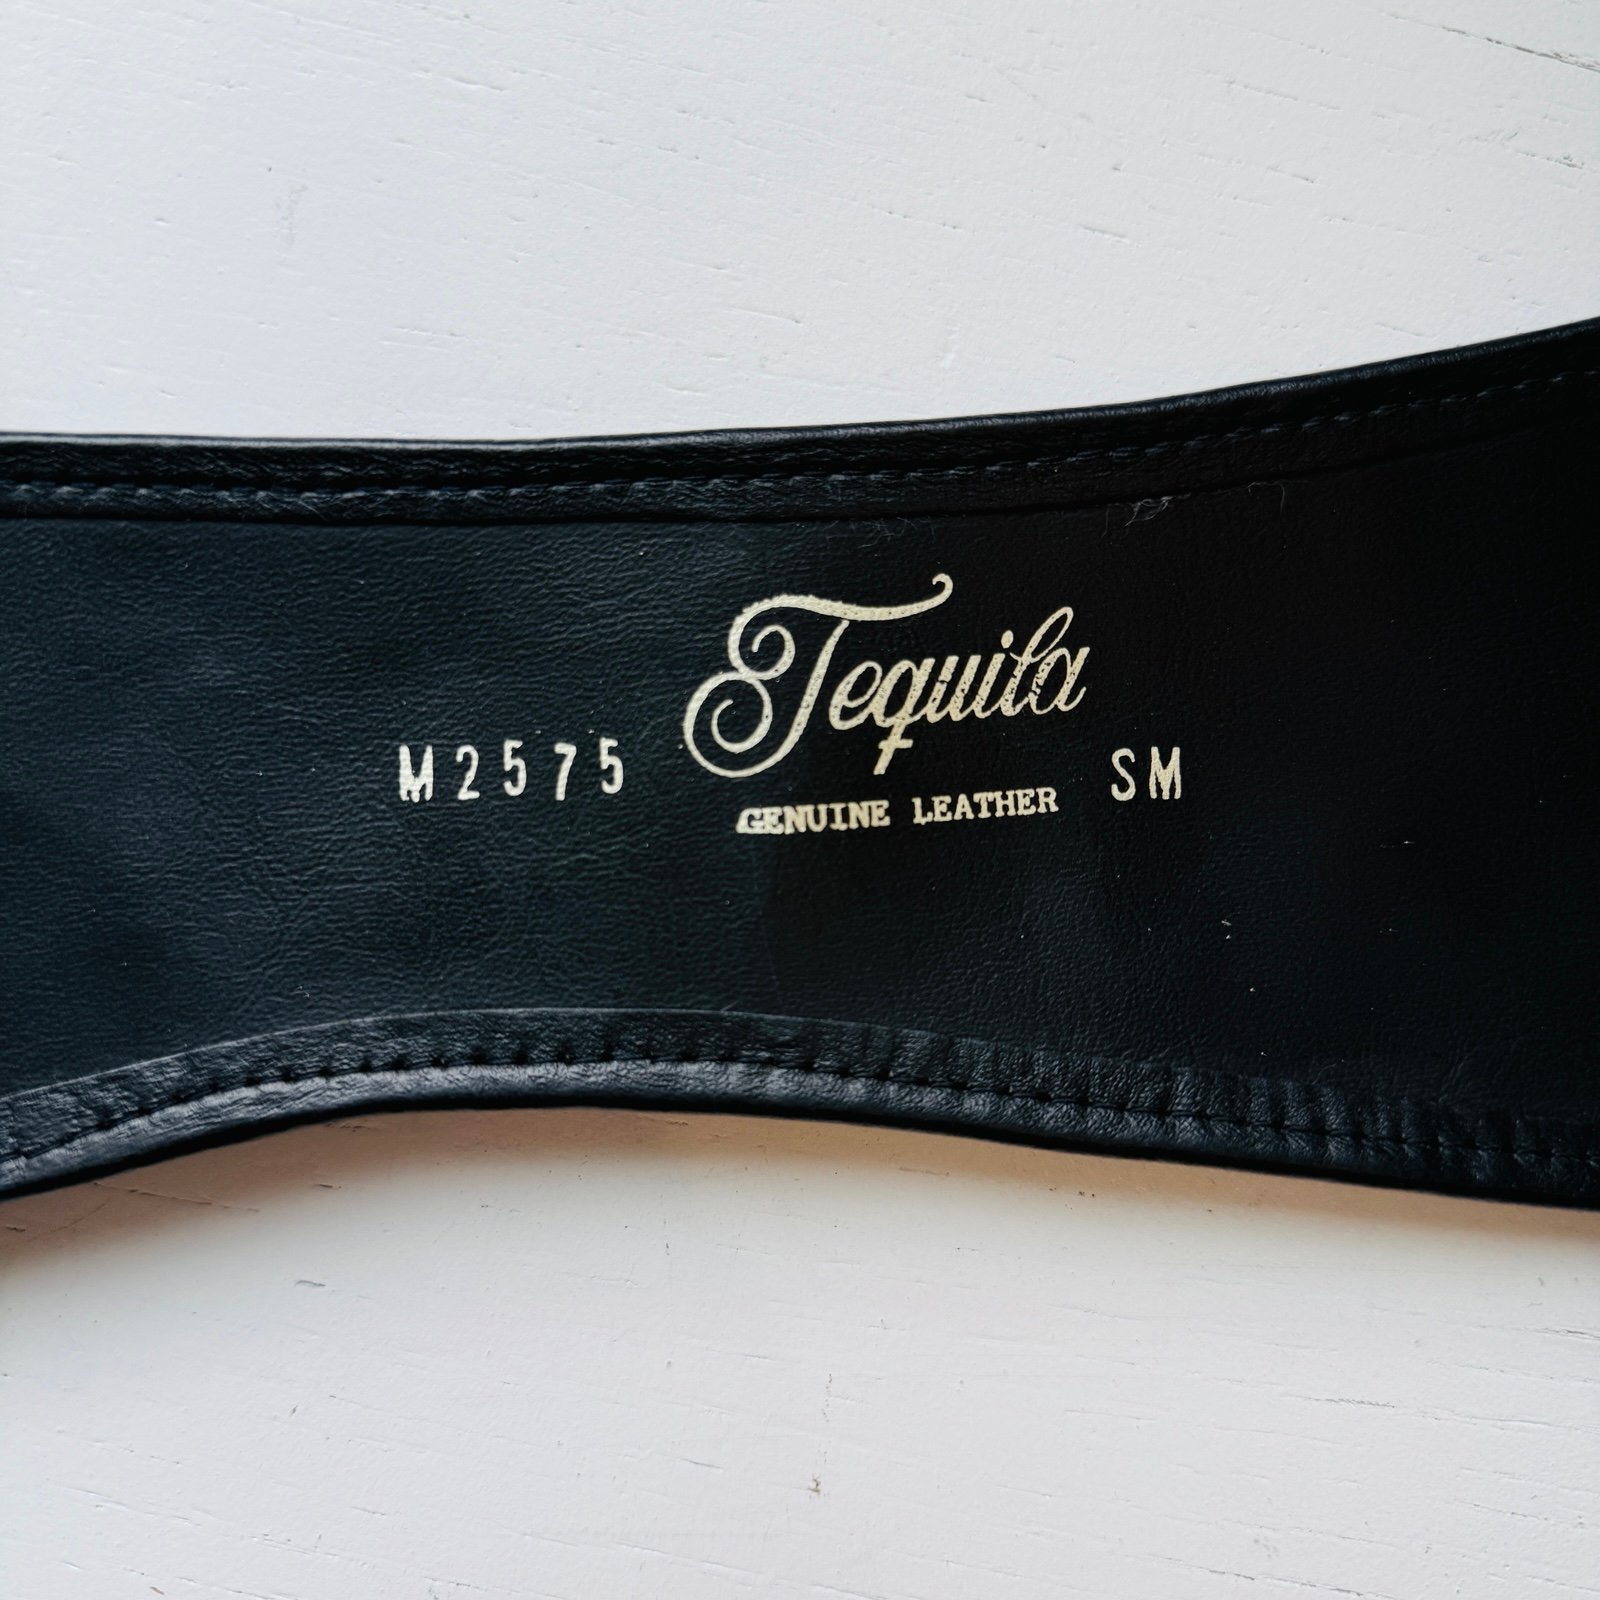 Tequila
M2575
GENUINE LEATHER
SM